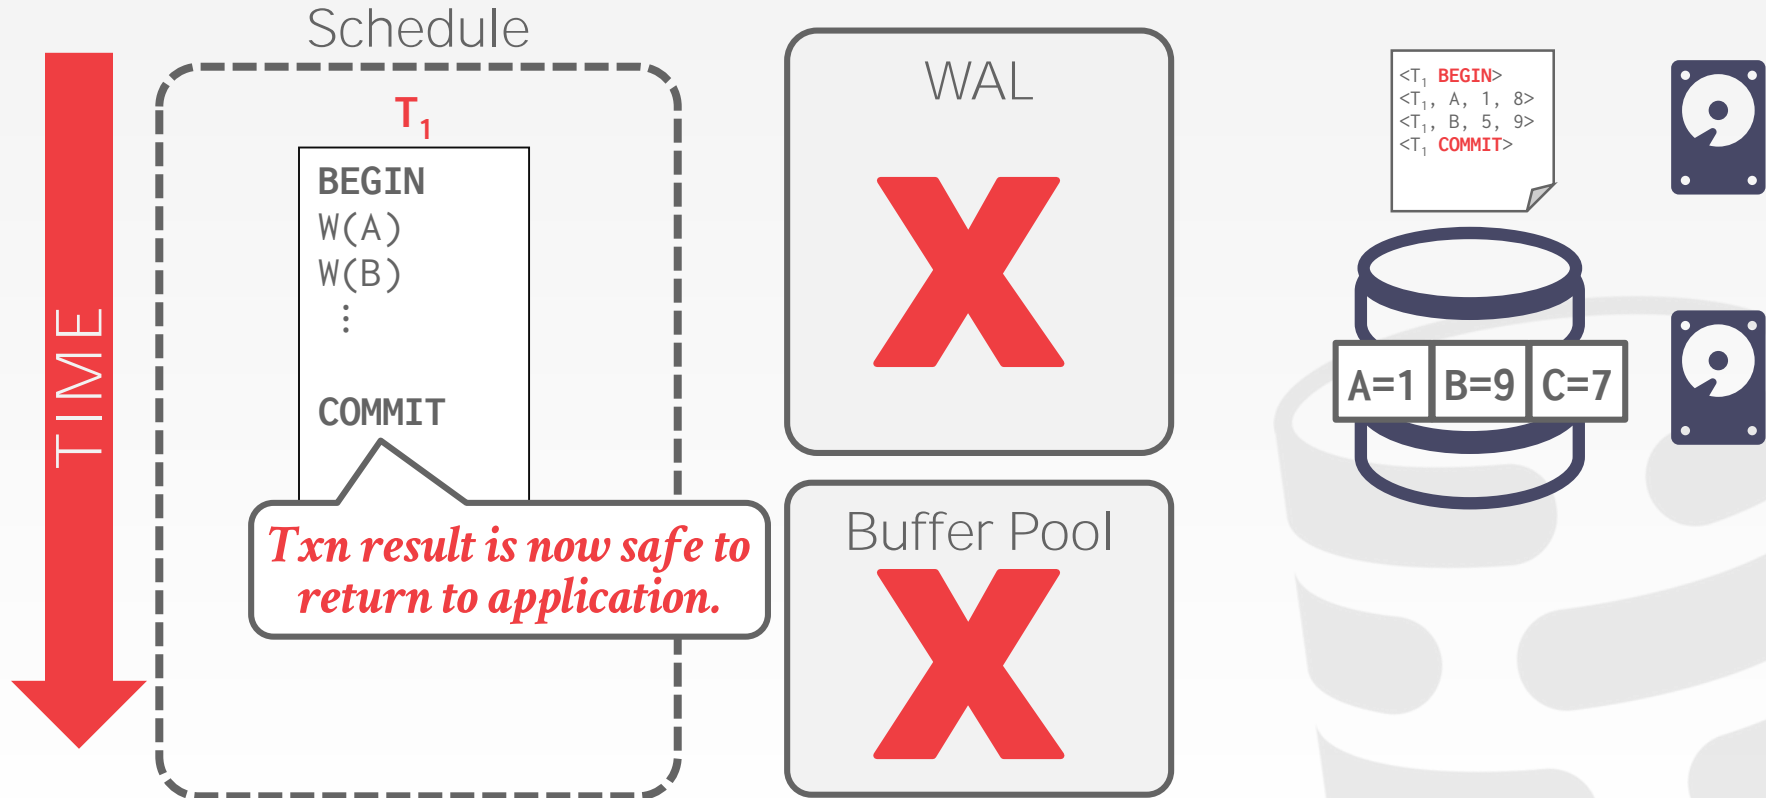 Schedule
TIME
T₁
BEGIN
W(A)
W(B)
⋮
COMMIT
Txn result is now safe to
return to application.
WAL
X
Buffer Pool
X
<T₁ BEGIN>
<T₁, A, 1, 8>
<T₁, B, 5, 9>
<T₁ COMMIT>
A=1 B=9 C=7